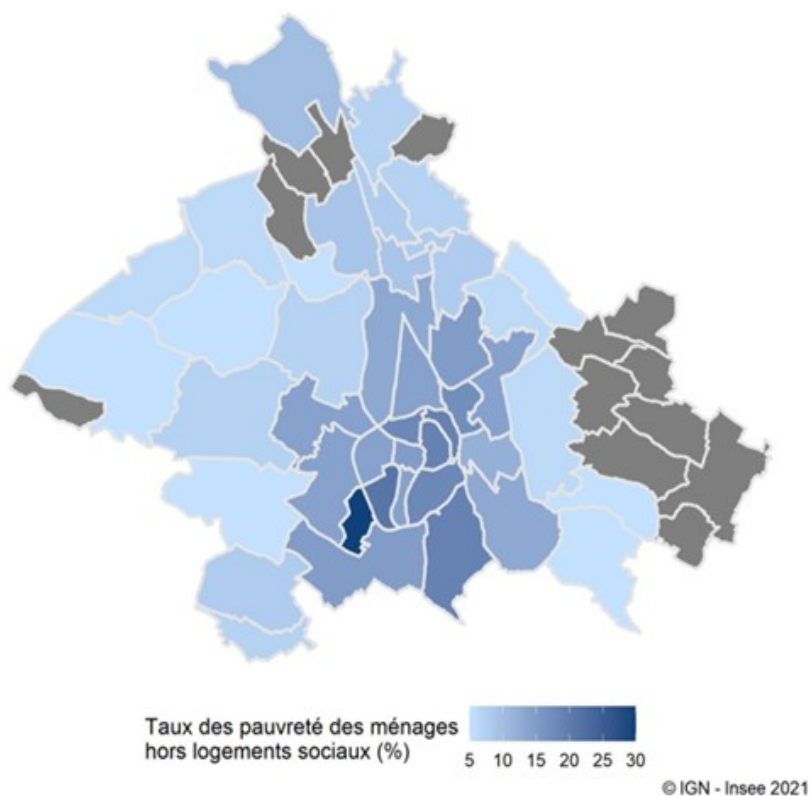 Taux des pauvreté des ménages
hors logements sociaux (%)
5 10 15 20 25 30
© IGN - Insee 2021